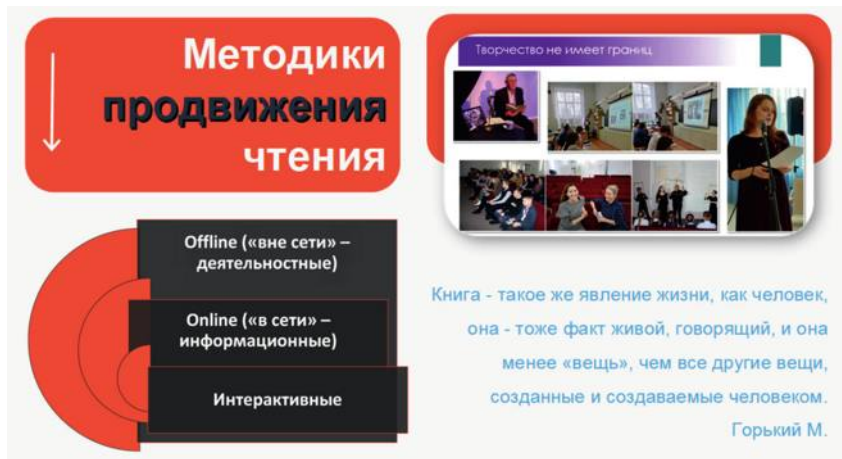 Методики
продвижения
чтения
Творчество не имеет границ
Offline («вне сети» –
деятельностные)
Online («в сети» –
информационные)
Интерактивные
Книга - такое же явление жизни, как человек,
она - тоже факт живой, говорящий, и она
менее «вещь», чем все другие вещи,
созданные и создаваемые человеком.
Горький М.